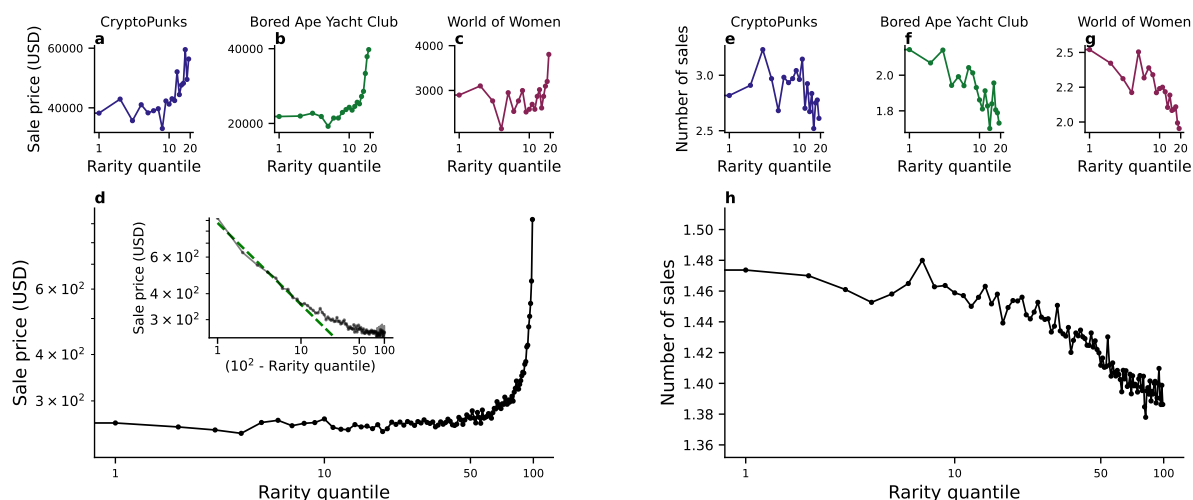 CryptoPunks
Bored Ape Yacht Club
World of Women
a
b
c
Sale price (USD)
60000
40000
40000
20000
4000
3000
1
10
20
1
10
20
1
10
20
Rarity quantile
Rarity quantile
Rarity quantile
CryptoPunks
Bored Ape Yacht Club
World of Women
e
f
g
Number of sales
3.0
2.5
2.0
1.8
2.5
2.2
2.0
1
10
20
1
10
20
1
10
20
Rarity quantile
Rarity quantile
Rarity quantile
d
Sale price (USD)
6 × 10²
4 × 10²
3 × 10²
1
10
50
100
Rarity quantile
Sale price (USD)
6 × 10²
4 × 10²
3 × 10²
1
10
50
100
(10² - Rarity quantile)
h
Number of sales
1.50
1.48
1.46
1.44
1.42
1.40
1.38
1.36
1
10
50
100
Rarity quantile